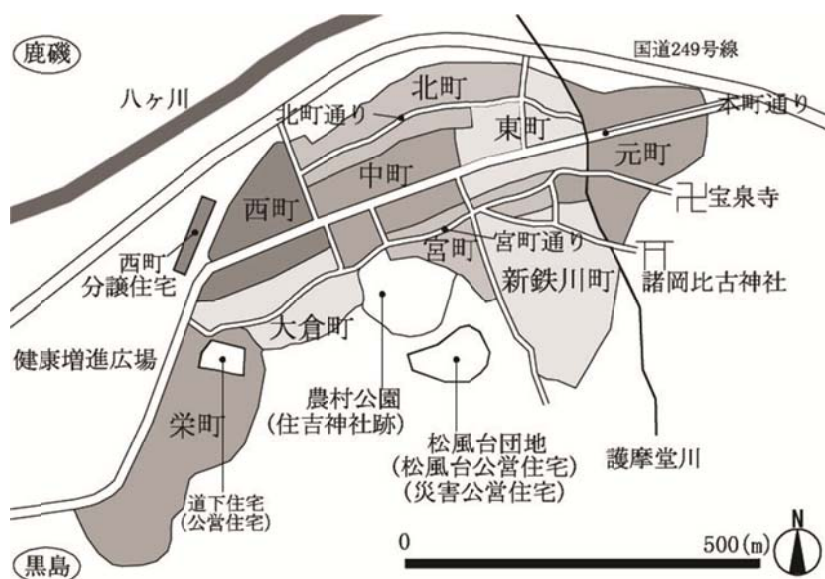 鹿磯
国道249号線
八ヶ川
北町
北町通り
本町通り
東町
元町
中町
西町
宝泉寺
宮町
宮町通り
西町
分譲住宅
新鉄川町
諸岡比古神社
大倉町
健康増進広場
農村公園
(住吉神社跡)
栄町
松風台団地
(松風台公営住宅)
(災害公営住宅)
護摩堂川
道下住宅
(公営住宅)
黒島
0
500(m)
N